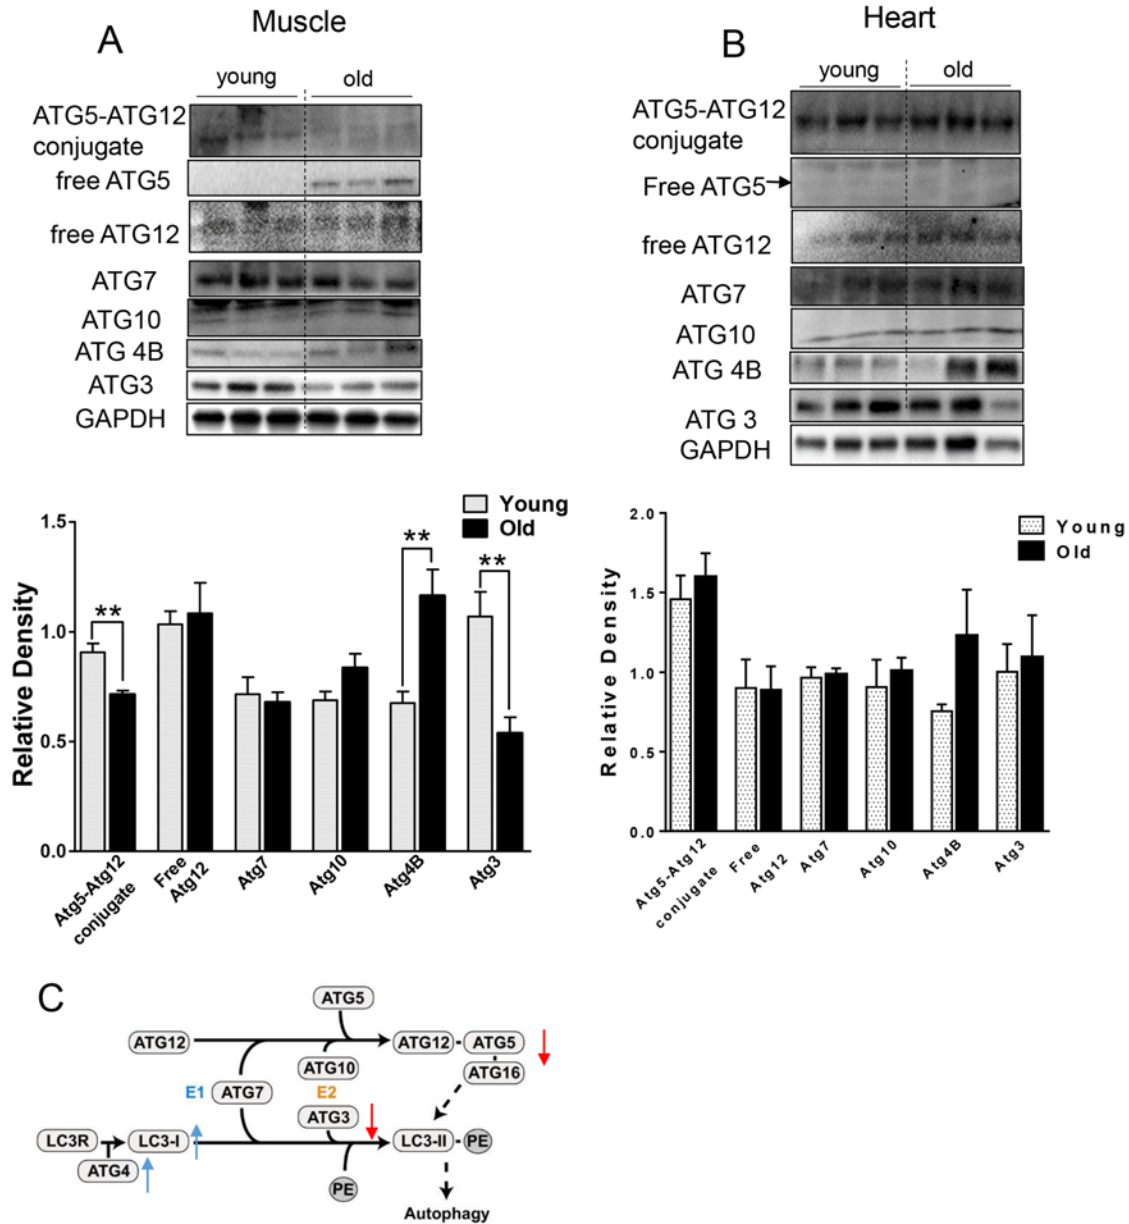 Muscle
A
young old
ATG5-ATG12
conjugate
free ATG5
free ATG12
ATG7
ATG10
ATG 4B
ATG3
GAPDH
Heart
B
young old
ATG5-ATG12
conjugate
Free ATG5
free ATG12
ATG7
ATG10
ATG 4B
ATG 3
GAPDH
Young
Old
Relative Density
1.5
1.0
0.5
0.0
** ** **
Atg5-Atg12
conjugate
Free
Atg12
Atg7
Atg10
Atg4B
Atg3
Young
Old
Relative Density
2.0
1.5
1.0
0.5
0.0
Atg5-Atg12
conjugate
Free
Atg12
Atg7
Atg10
Atg4B
Atg3
C
ATG5
ATG12 ATG12 - ATG5
ATG10 ATG16
E1 ATG7 E2
ATG3
LC3R LC3-I LC3-II - PE
ATG4
PE
Autophagy